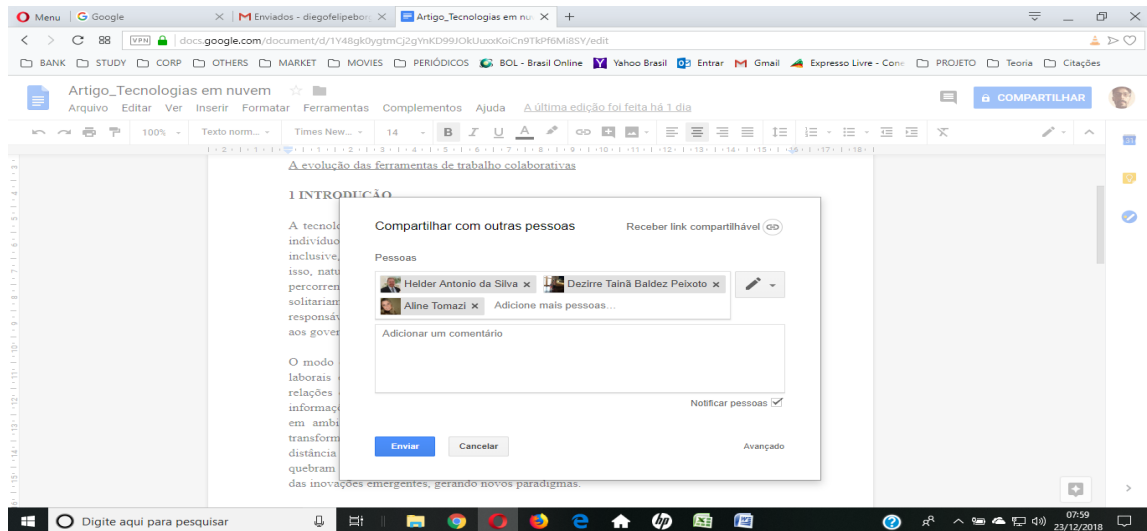 Menu Google Enviados - diegofelipebor Artigo_Tecnologias em nu
VPN docs.google.com/document/d/1Y48gk0ygtmCj2gYnKD99JOkUuxxKoiCn9TkPf6Mi8SY/edit
BANK STUDY CORP OTHERS MARKET MOVIES PERIÓDICOS BOL - Brasil Online Yahoo Brasil Entrar Gmail Expresso Livre - Cone PROJETO Teoria Citações
Artigo_Tecnologias em nuvem
Arquivo Editar Ver Inserir Formatar Ferramentas Complementos Ajuda A última edição foi feita há 1 dia
COMPARTILHAR
100% Texto norm... Times New... 14 B I U A
A evolução das ferramentas de trabalho colaborativas
1 INTRODUÇÃO
A tecnolo
indivíduo
inclusive,
isso, natu
percorren
solitariam
responsáv
aos gover
O modo
laborais
relações
informaç
em ambi
transform
distância
quebram
das inovações emergentes, gerando novos paradigmas.
Compartilhar com outras pessoas Receber link compartilhável
Pessoas
Helder Antonio da Silva x Dezirre Tainã Baldez Peixoto x
Aline Tomazi x Adicione mais pessoas...
Adicionar um comentário
Notificar pessoas
Enviar Cancelar Avançado
Digite aqui para pesquisar
07:59
23/12/2018